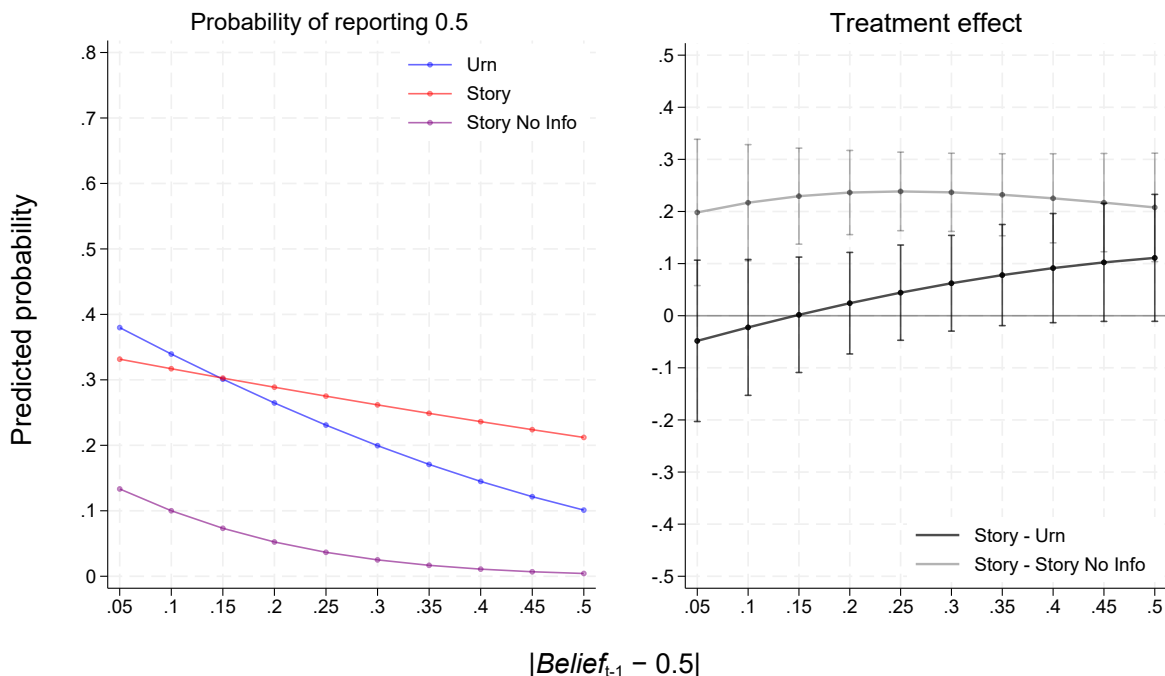 Probability of reporting 0.5
Urn
Story
Story No Info
Predicted probability
.8
.7
.6
.5
.4
.3
.2
.1
0
.05 .1 .15 .2 .25 .3 .35 .4 .45 .5
Treatment effect
.5
.4
.3
.2
.1
0
-.1
-.2
-.3
-.4
-.5
Story - Urn
Story - Story No Info
.05 .1 .15 .2 .25 .3 .35 .4 .45 .5
|Belief_{t-1} − 0.5|